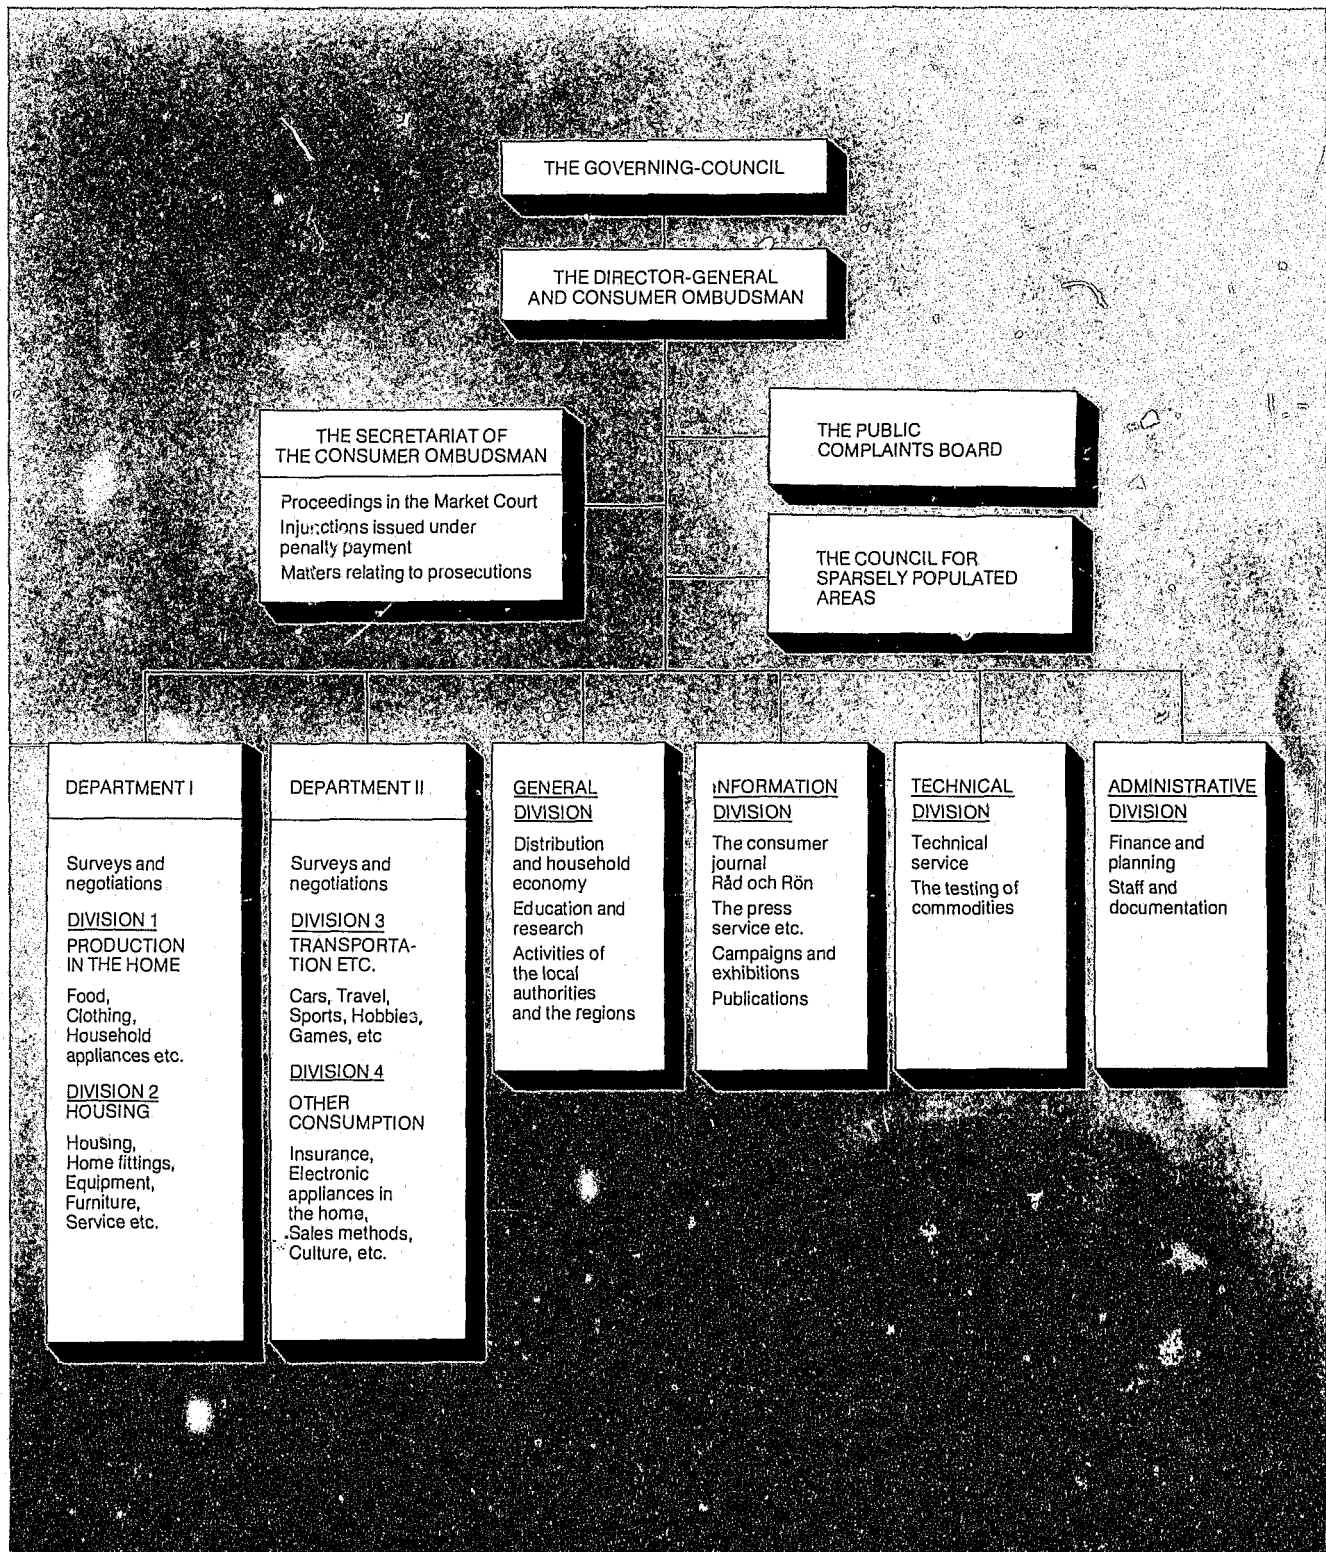 THE GOVERNING-COUNCIL
THE DIRECTOR-GENERAL
AND CONSUMER OMBUDSMAN
THE SECRETARIAT OF
THE CONSUMER OMBUDSMAN
Proceedings in the Market Court
Injunctions issued under
penalty payment
Matters relating to prosecutions
THE PUBLIC
COMPLAINTS BOARD
THE COUNCIL FOR
SPARSELY POPULATED
AREAS
DEPARTMENT I
Surveys and
negotiations
DIVISION 1
PRODUCTION
IN THE HOME
Food,
Clothing,
Household
appliances etc.
DIVISION 2
HOUSING
Housing,
Home fittings,
Equipment,
Furniture,
Service etc.
DEPARTMENT II
Surveys and
negotiations
DIVISION 3
TRANSPORTA-
TION ETC.
Cars, Travel,
Sports, Hobbies,
Games, etc
DIVISION 4
OTHER
CONSUMPTION
Insurance,
Electronic
appliances in
the home,
Sales methods,
Culture, etc.
GENERAL
DIVISION
Distribution
and household
economy
Education and
research
Activities of
the local
authorities
and the regions
INFORMATION
DIVISION
The consumer
journal
Råd och Rön
The press
service etc.
Campaigns and
exhibitions
Publications
TECHNICAL
DIVISION
Technical
service
The testing of
commodities
ADMINISTRATIVE
DIVISION
Finance and
planning
Staff and
documentation